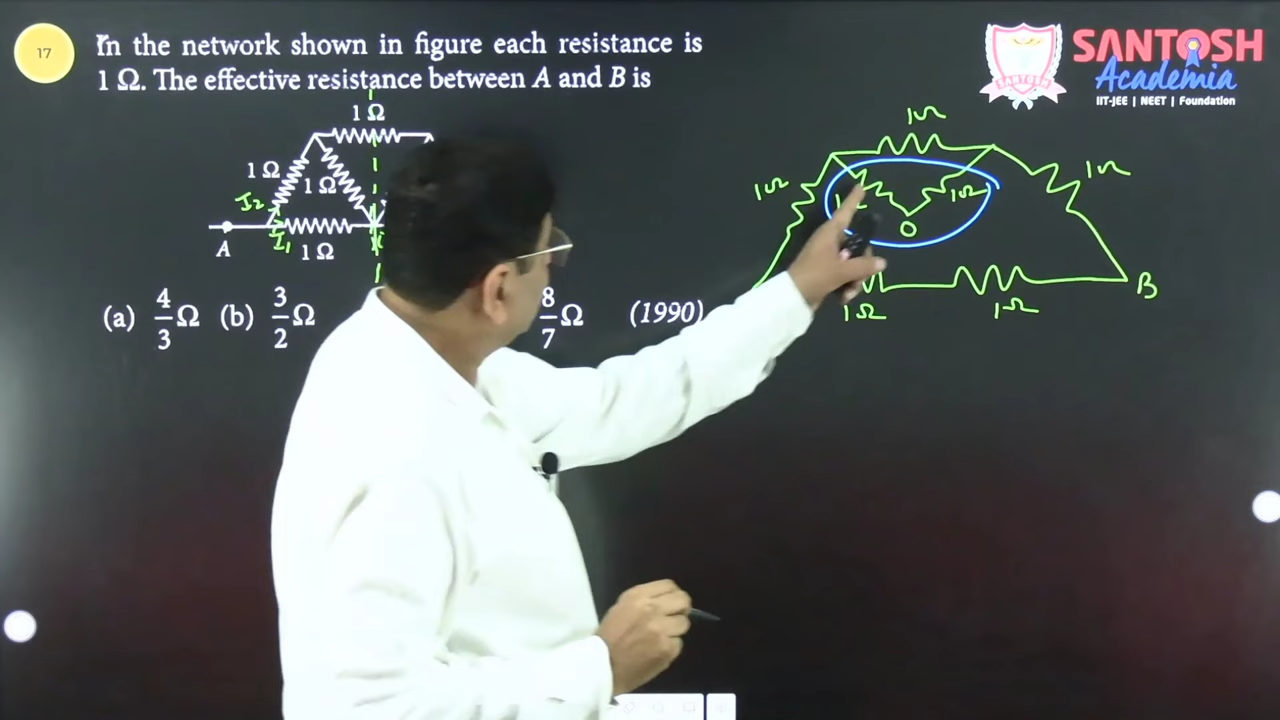 17
In the network shown in figure each resistance is
1 Ω. The effective resistance between A and B is
1 Ω
1 Ω
1 Ω
I₂
I₁
1 Ω
A
(a) 4/3 Ω (b) 3/2 Ω
8/7 Ω (1990)
SANTOSH
Academia
IIT-JEE | NEET | Foundation
1Ω
1Ω
1Ω
1Ω
O
1Ω
1Ω
B